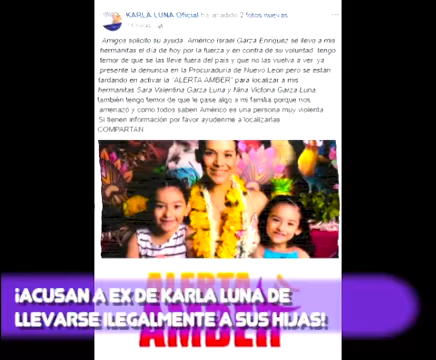 KARLA LUNA Oficial ha añadido 2 fotos nuevas.
Amigos solicito su ayuda Américo Israel Garza Enriquez se llevo a mis
hermanitas el día de hoy por la fuerza y en contra de su voluntad tengo
temor de que se las lleve fuera del país y que no las vuelva a ver ya
presente la denuncia en la Procuraduria de Nuevo Leon pero se están
tardando en activar la "ALERTA AMBER" para localizar a mis
hermanitas Sara Valentina Garza Luna y Nina Victoria Garza Luna
también tengo temor de que le pase algo a mi familia porque nos
amenazo y como todos saben Américo es una persona muy violenta
Si tienen información por favor ayudenme a localizarlas
COMPARTAN
ALERTA
AMBER
¡ACUSAN A EX DE KARLA LUNA DE
LLEVARSE ILEGALMENTE A SUS HIJAS!